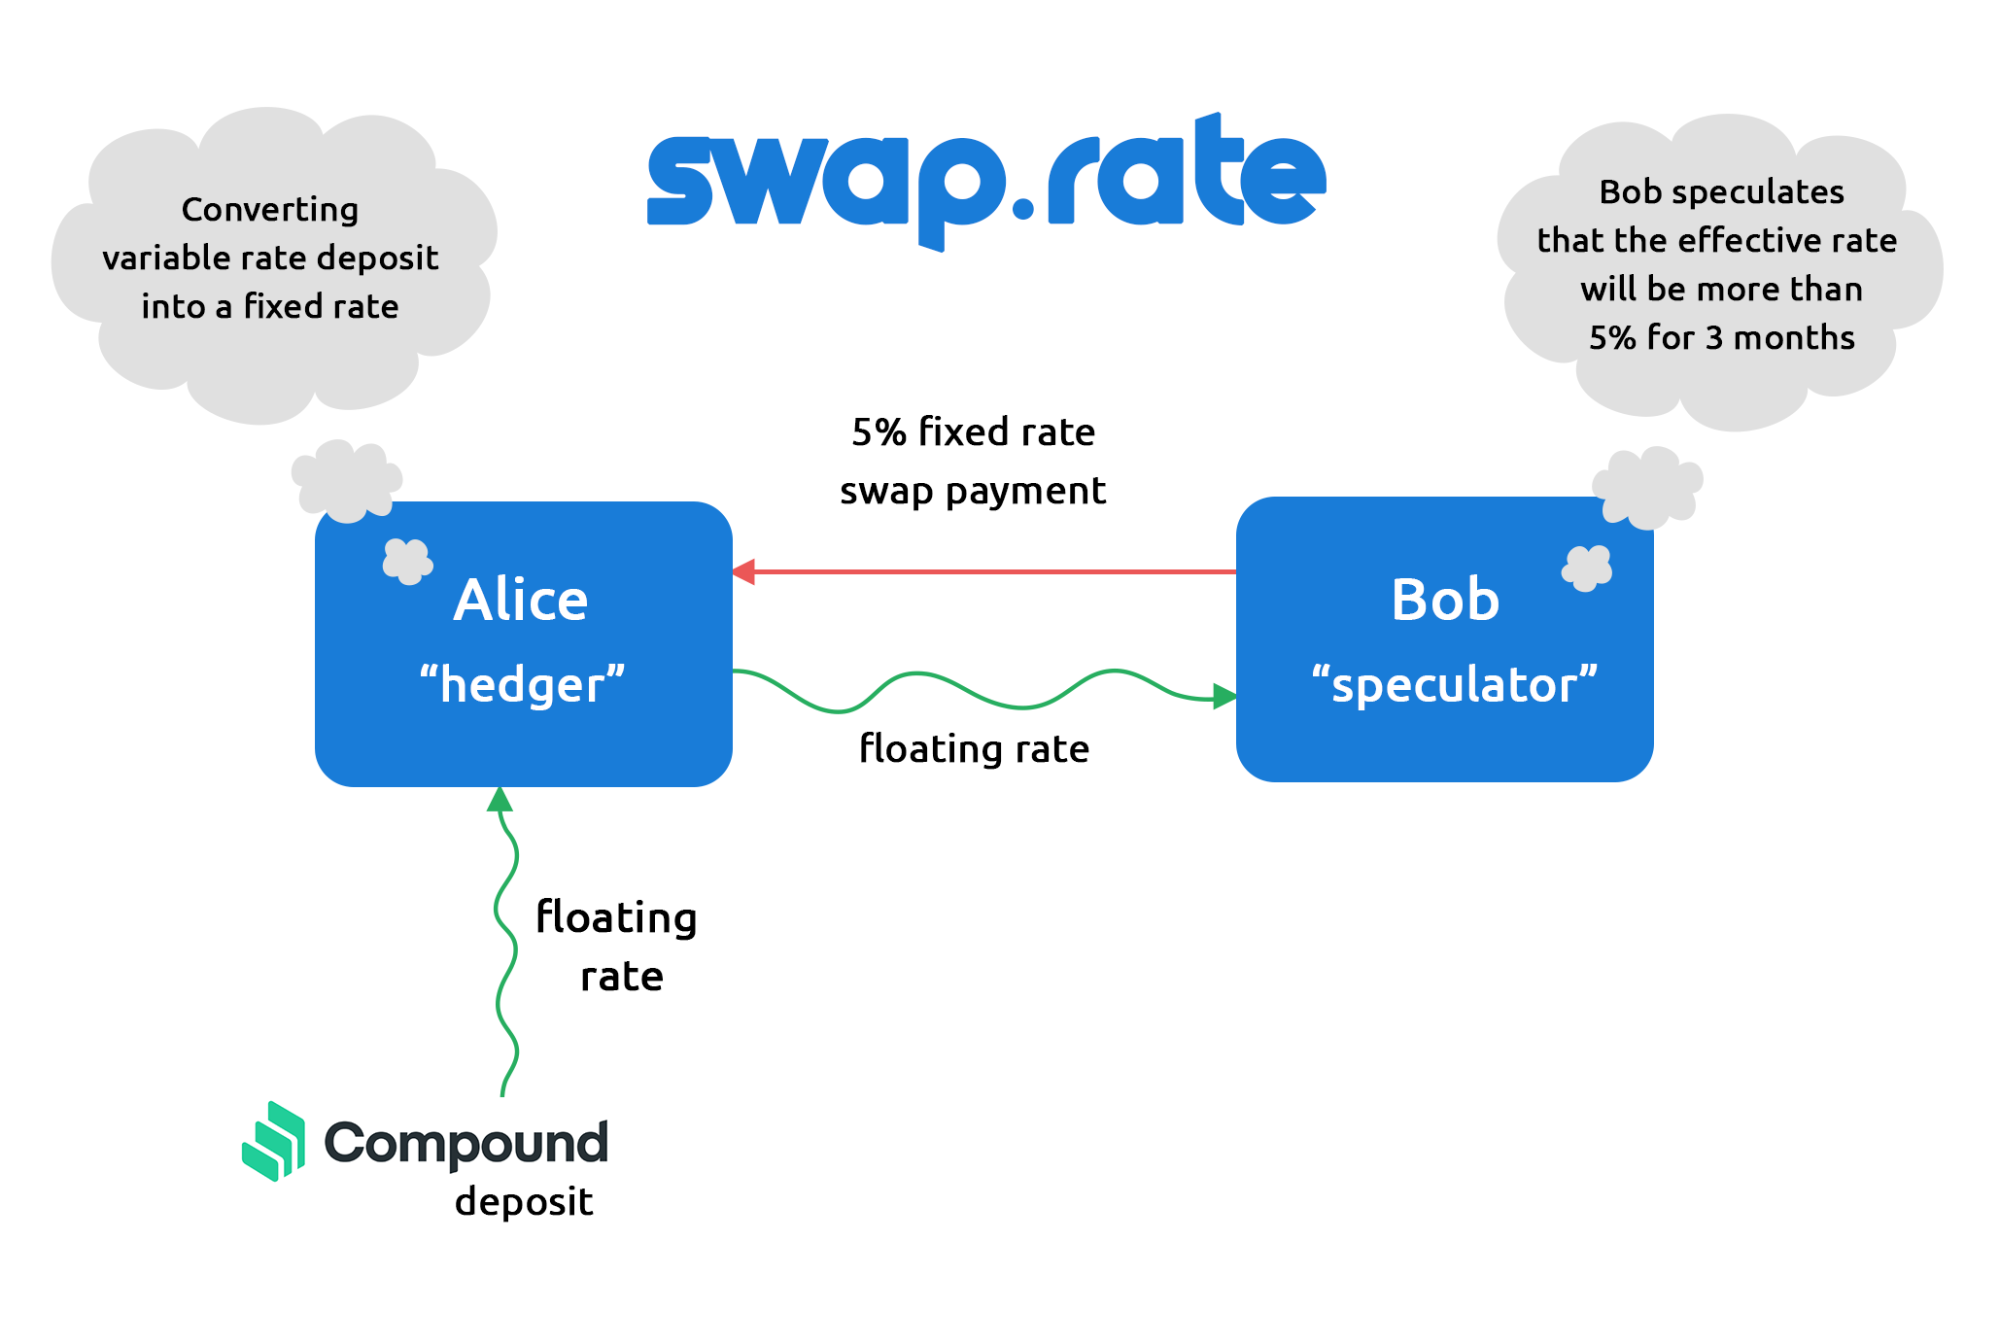 swap.rate
Converting
variable rate deposit
into a fixed rate
Bob speculates
that the effective rate
will be more than
5% for 3 months
5% fixed rate
swap payment
Alice
“hedger”
Bob
“speculator”
floating rate
floating
rate
Compound
deposit